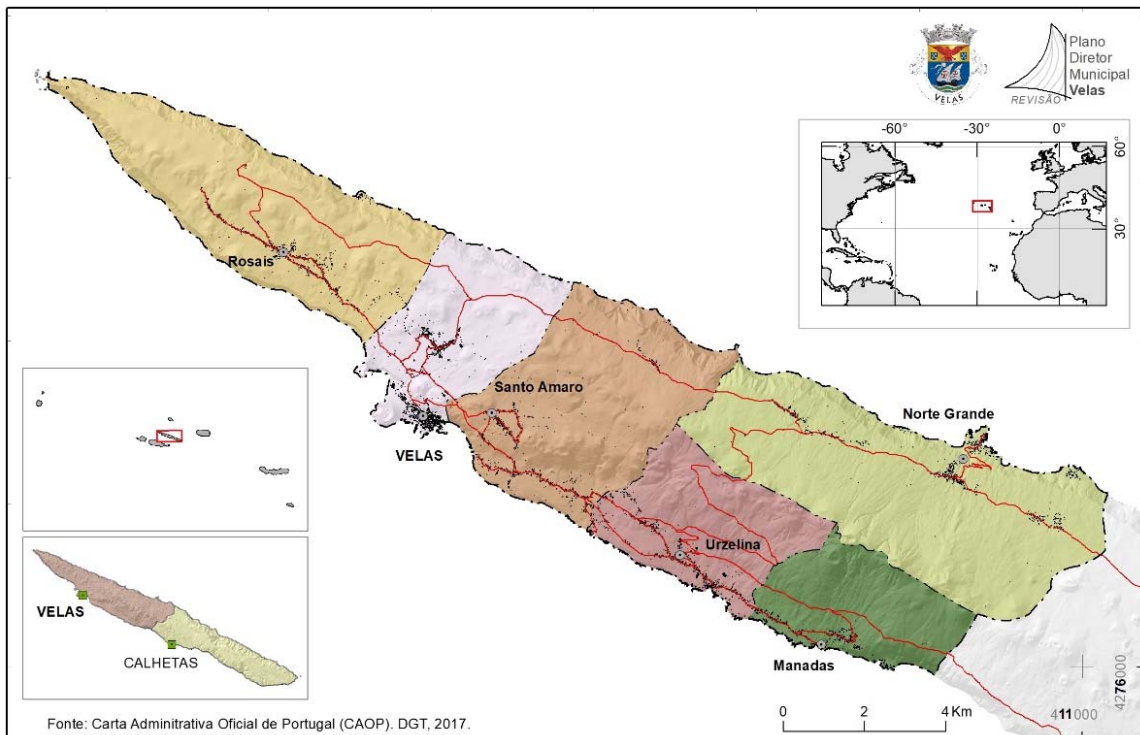 VELAS
Plano
Diretor
Municipal
Velas
REVISÃO
-60° -30° 0°
60°
30°
Rosais
Santo Amaro
VELAS
Norte Grande
Urzelina
Manadas
VELAS
CALHETAS
0 2 4 Km
411000
4276000
Fonte: Carta Adminitrativa Oficial de Portugal (CAOP). DGT, 2017.